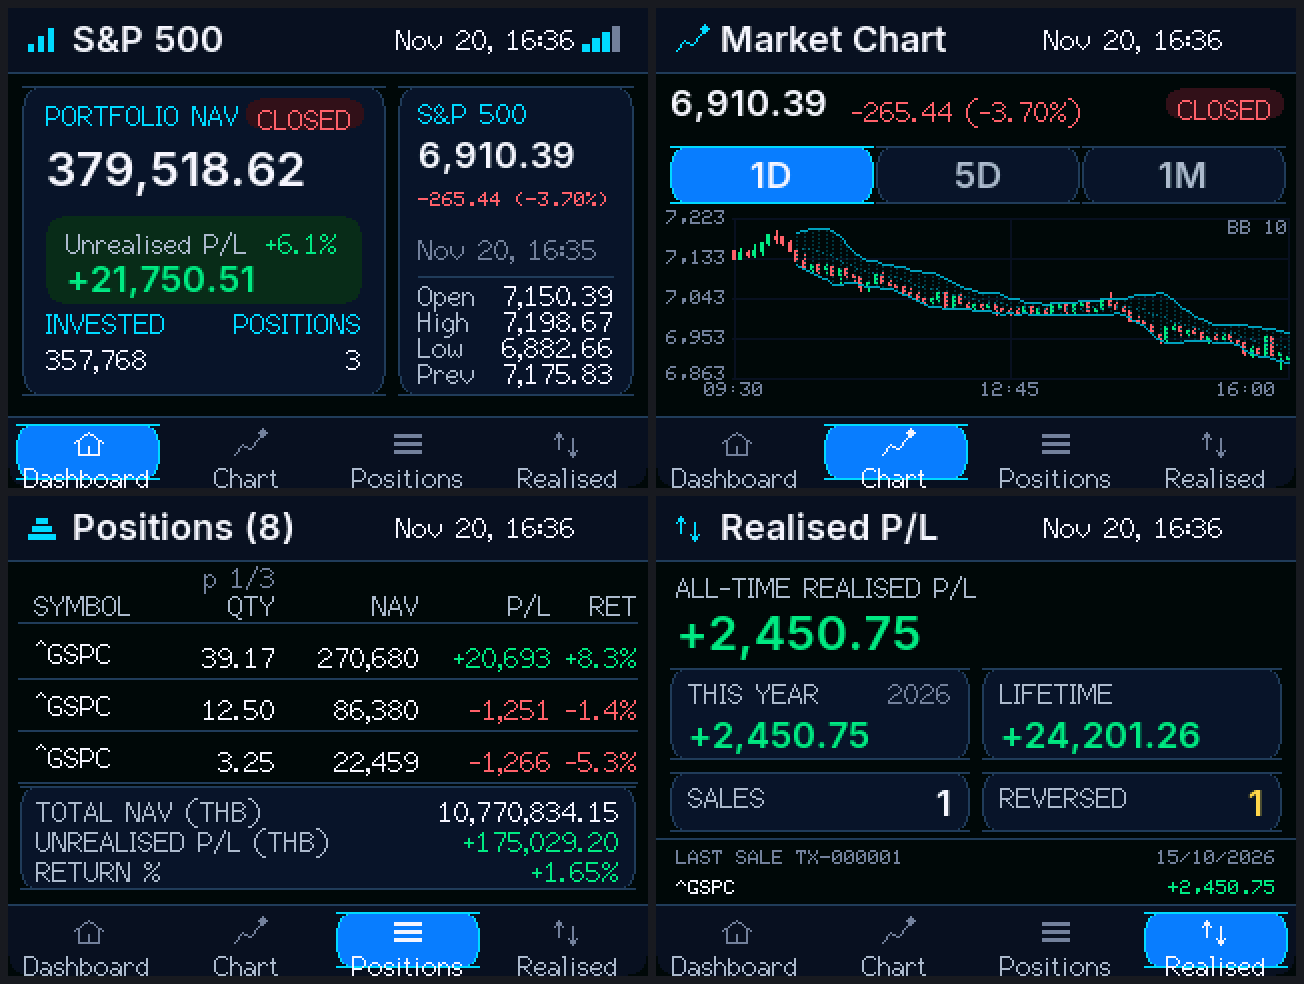 S&P 500 Nov 20, 16:36
PORTFOLIO NAV CLOSED
379,518.62
Unrealised P/L +6.1%
+21,750.51
INVESTED POSITIONS
357,768 3
S&P 500
6,910.39
-265.44 (-3.70%)
Nov 20, 16:35
Open 7,150.39
High 7,198.67
Low 6,882.66
Prev 7,175.83
Dashboard Chart Positions Realised
Market Chart Nov 20, 16:36
6,910.39 -265.44 (-3.70%) CLOSED
1D 5D 1M
7,223
BB 10
7,133
7,043
6,953
6,863
09:30 12:45 16:00
Dashboard Chart Positions Realised
Positions (8) Nov 20, 16:36
p 1/3
SYMBOL QTY NAV P/L RET
^GSPC 39.17 270,680 +20,693 +8.3%
^GSPC 12.50 86,380 -1,251 -1.4%
^GSPC 3.25 22,459 -1,266 -5.3%
TOTAL NAV (THB) 10,770,834.15
UNREALISED P/L (THB) +175,029.20
RETURN % +1.65%
Dashboard Chart Positions Realised
Realised P/L Nov 20, 16:36
ALL-TIME REALISED P/L
+2,450.75
THIS YEAR 2026
+2,450.75
LIFETIME
+24,201.26
SALES 1
REVERSED 1
LAST SALE TX-000001 15/10/2026
^GSPC +2,450.75
Dashboard Chart Positions Realised